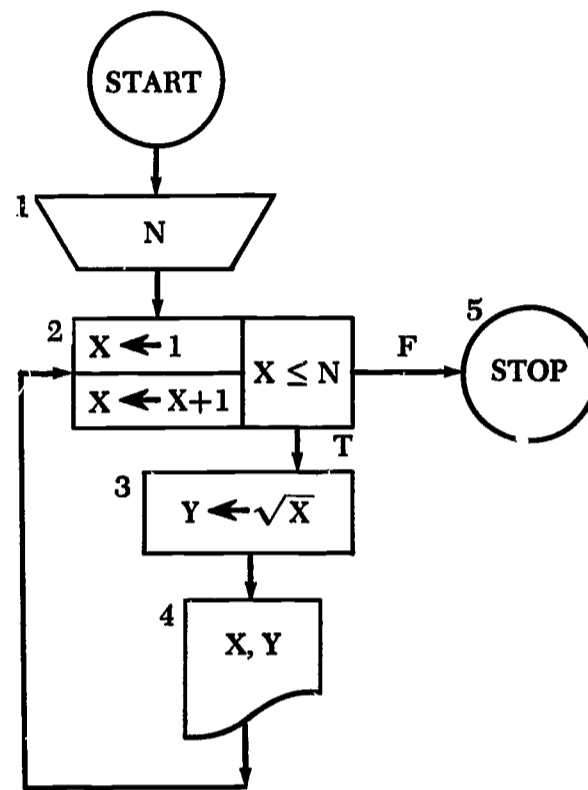 START
1
N
2
X ← 1
X ≤ N
F
5
STOP
X ← X+1
T
3
Y ← √X
4
X, Y